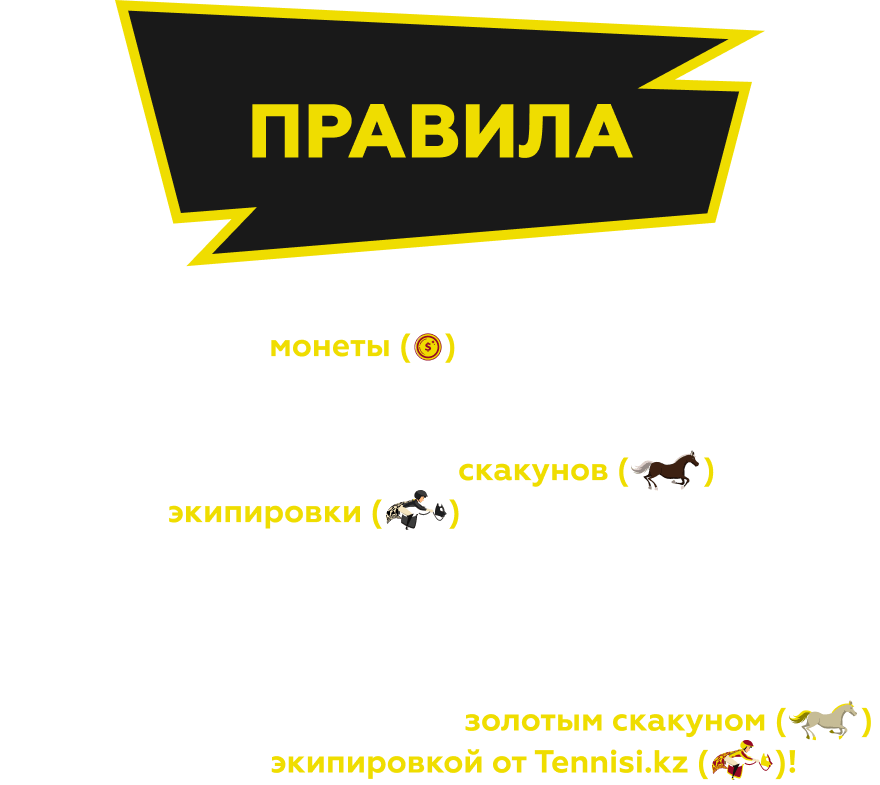 ПРАВИЛА
монеты ($)
скакунов ()
экипировки ()
золотым скакуном ()
экипировкой от Tennisi.kz ()!